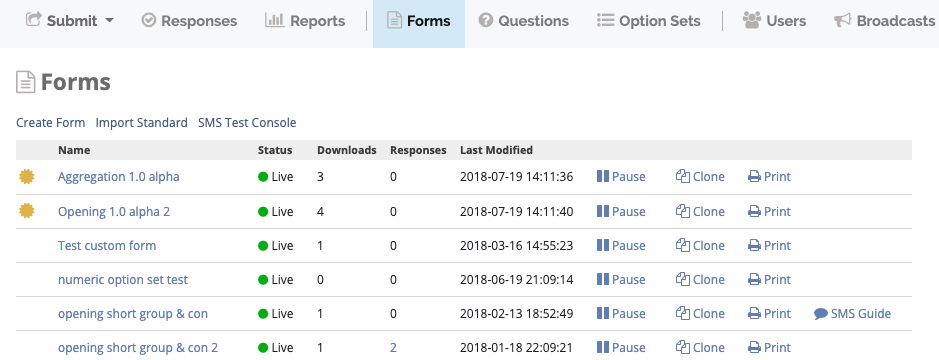 Submit Responses Reports Forms Questions Option Sets Users Broadcasts
Forms
Create Form Import Standard SMS Test Console
Name Status Downloads Responses Last Modified
Aggregation 1.0 alpha Live 3 0 2018-07-19 14:11:36 Pause Clone Print
Opening 1.0 alpha 2 Live 4 0 2018-07-19 14:11:40 Pause Clone Print
Test custom form Live 1 0 2018-03-16 14:55:23 Pause Clone Print
numeric option set test Live 0 0 2018-06-19 21:09:14 Pause Clone Print
opening short group & con Live 1 0 2018-02-13 18:52:49 Pause Clone Print SMS Guide
opening short group & con 2 Live 1 2 2018-01-18 22:09:21 Pause Clone Print